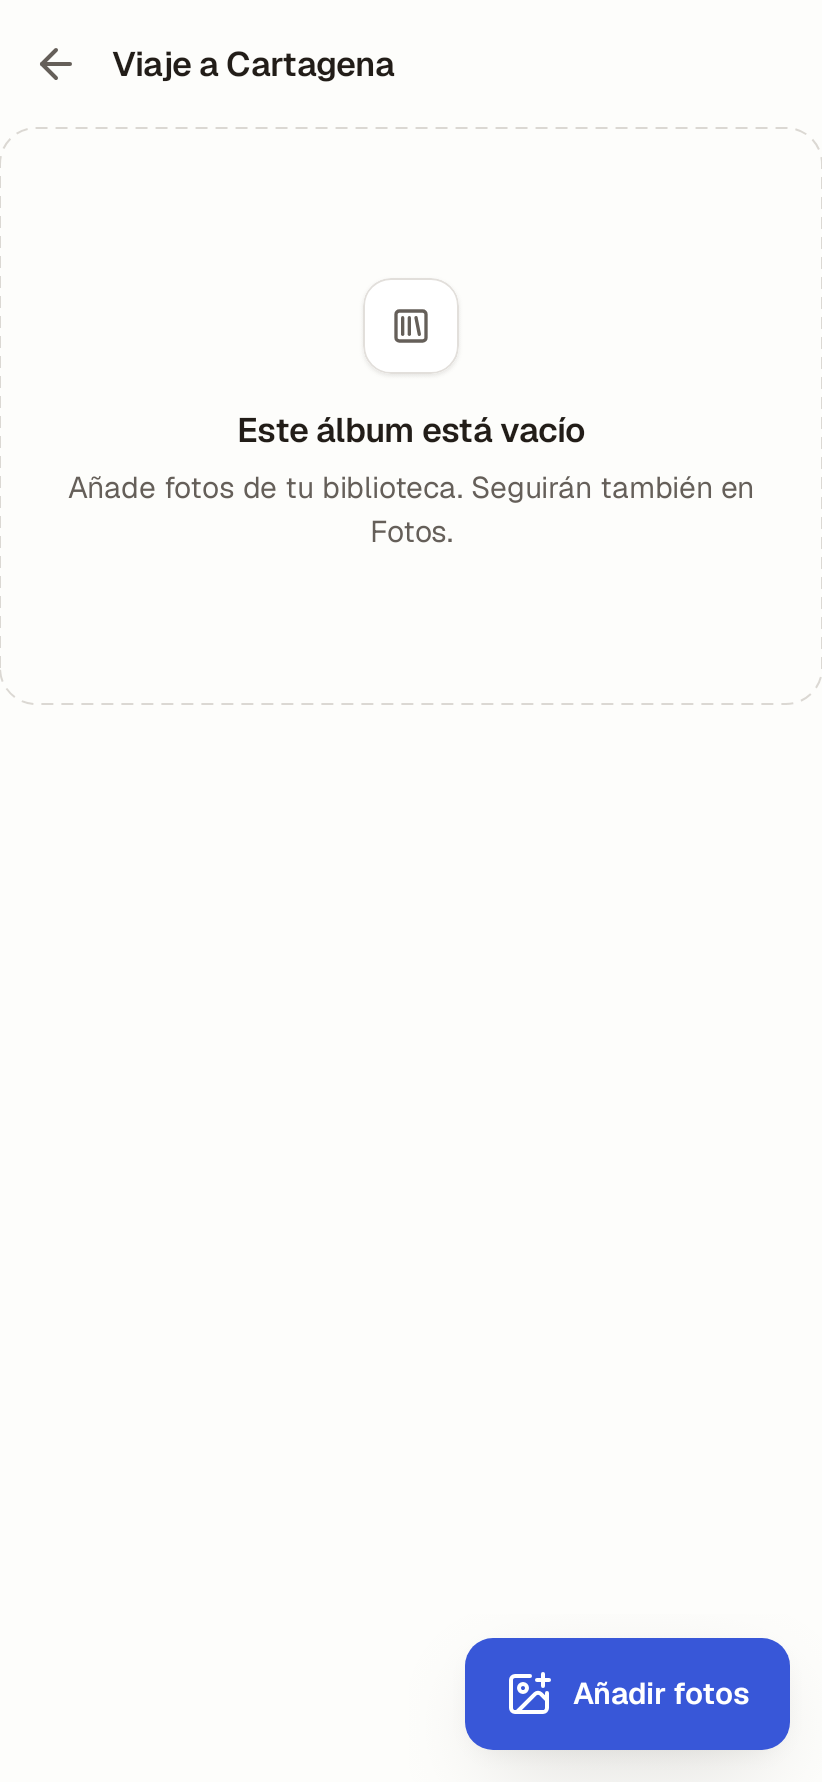 Viaje a Cartagena
Este álbum está vacío
Añade fotos de tu biblioteca. Seguirán también en
Fotos.
Añadir fotos